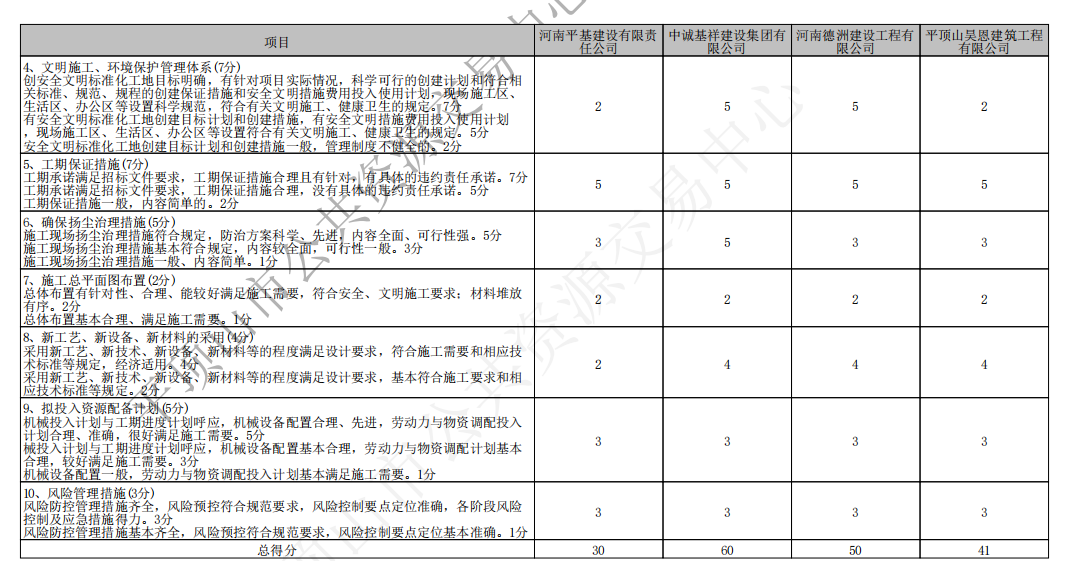 项目
河南平基建设有限责
任公司
中诚基祥建设集团有
限公司
河南德洲建设工程有
限公司
平顶山昊恩建筑工程
有限公司
4、文明施工、环境保护管理体系(7分)
创安全文明标准化工地目标明确，有针对项目实际情况，科学可行的创建计划和符合相
关标准、规范、规程的创建保证措施和安全文明措施费用投入使用计划，现场施工区、
生活区、办公区等设置科学规范，符合有关文明施工、健康卫生的规定。7分
有安全文明标准化工地创建目标计划和创建措施，有安全文明措施费用投入使用计划
，现场施工区、生活区、办公区等设置符合有关文明施工、健康卫生的规定。5分
安全文明标准化工地创建目标计划和创建措施一般，管理制度不健全的。2分
2
5
5
2
5、工期保证措施(7分)
工期承诺满足招标文件要求，工期保证措施合理且有针对，有具体的违约责任承诺。7分
工期承诺满足招标文件要求，工期保证措施合理，没有具体的违约责任承诺。5分
工期保证措施一般，内容简单的。2分
5
5
5
5
6、确保扬尘治理措施(5分)
施工现场扬尘治理措施符合规定，防治方案科学、先进，内容全面、可行性强。5分
施工现场扬尘治理措施基本符合规定，内容较全面，可行性一般。3分
施工现场扬尘治理措施一般、内容简单。1分
3
5
3
3
7、施工总平面图布置(2分)
总体布置有针对性、合理、能较好满足施工需要，符合安全、文明施工要求；材料堆放
有序。2分
总体布置基本合理、满足施工需要。1分
2
2
2
2
8、新工艺、新设备、新材料的采用(4分)
采用新工艺、新技术、新设备、新材料等的程度满足设计要求，符合施工需要和相应技
术标准等规定，经济适用。4分
采用新工艺、新技术、新设备、新材料等的程度满足设计要求，基本符合施工要求和相
应技术标准等规定。2分
2
4
4
4
9、拟投入资源配备计划(5分)
机械投入计划与工期进度计划呼应，机械设备配置合理、先进，劳动力与物资调配投入
计划合理、准确，很好满足施工需要。5分
械投入计划与工期进度计划呼应，机械设备配置基本合理，劳动力与物资调配计划基本
合理，较好满足施工需要。3分
机械设备配置一般，劳动力与物资调配投入计划基本满足施工需要。1分
3
3
3
3
10、风险管理措施(3分)
风险防控管理措施齐全，风险预控符合规范要求，风险控制要点定位准确，各阶段风险
控制及应急措施得力。3分
风险防控管理措施基本齐全，风险预控符合规范要求，风险控制要点定位基本准确。1分
3
3
3
3
总得分
30
60
50
41
平顶山市公共资源交易中心
顶山市公共资源交易中心